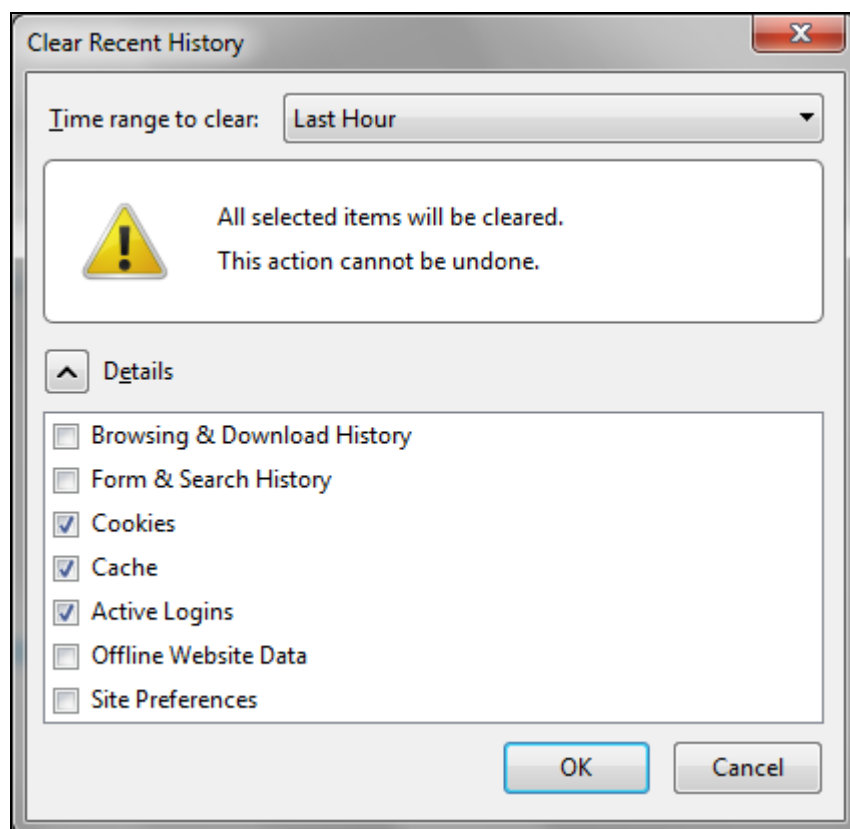 Clear Recent History
Time range to clear: Last Hour
All selected items will be cleared.
This action cannot be undone.
Details
Browsing & Download History
Form & Search History
Cookies
Cache
Active Logins
Offline Website Data
Site Preferences
OK Cancel